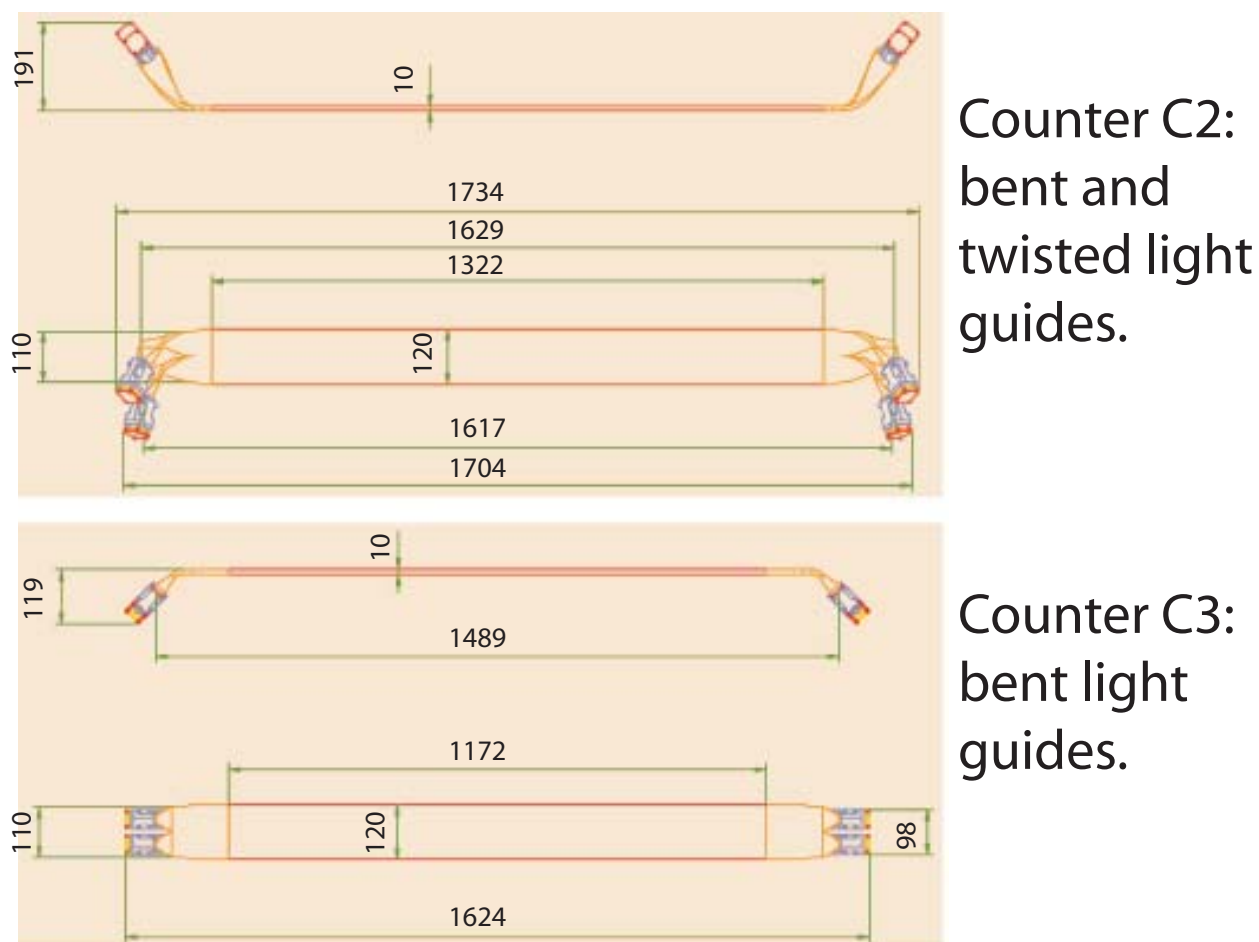 191
10
1734
1629
1322
110
120
1617
1704
Counter C2:
bent and
twisted light
guides.
10
119
1489
1172
110
120
98
1624
Counter C3:
bent light
guides.